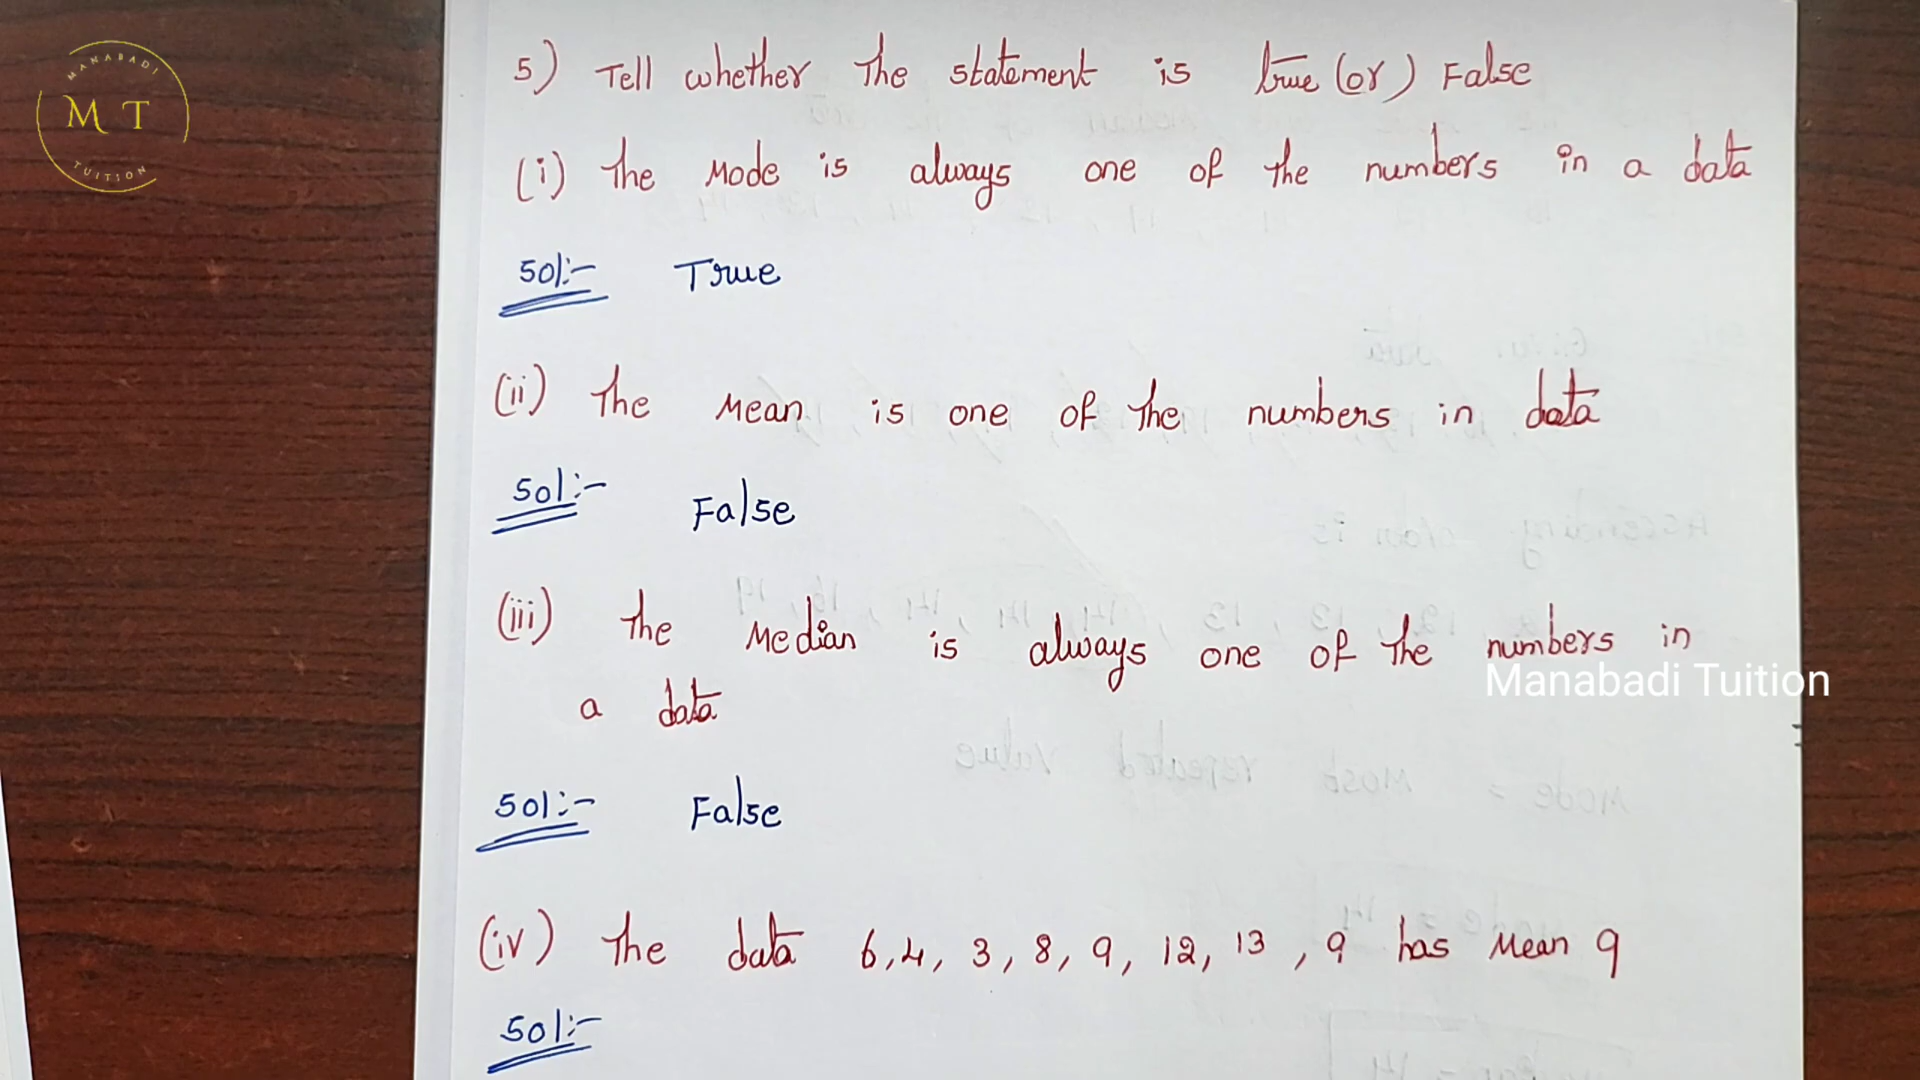 MANABADI
M T
TUITION
5) Tell whether the statement is true (or) False
(i) the Mode is always one of the numbers in a data
Sol:- True
(ii) the Mean is one of the numbers in data
Sol:- False
(iii) the Median is always one of the numbers in
a data
Manabadi Tuition
Sol:- False
(iv) the data 6,4, 3, 8, 9, 12, 13, 9 has Mean 9
Sol:-